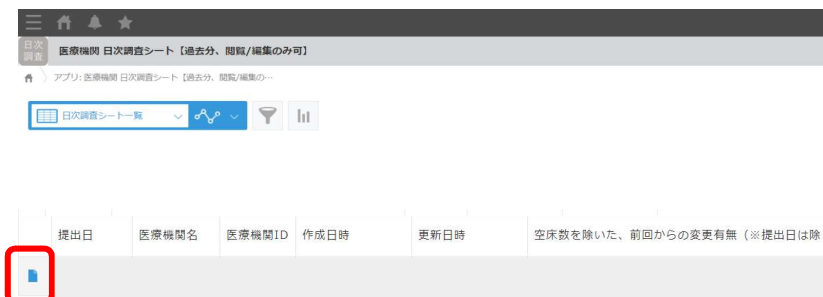 日次
調査
医療機関 日次調査シート【過去分、閲覧/編集のみ可】
アプリ: 医療機関 日次調査シート【過去分、閲覧/編集の…
日次調査シート一覧
提出日 医療機関名 医療機関ID 作成日時 更新日時 空床数を除いた、前回からの変更有無（※提出日は除